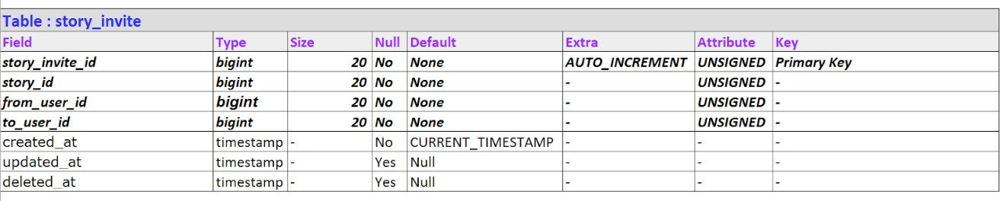 Table : story_invite
Field Type Size Null Default Extra Attribute Key
story_invite_id bigint 20 No None AUTO_INCREMENT UNSIGNED Primary Key
story_id bigint 20 No None - UNSIGNED -
from_user_id bigint 20 No None - UNSIGNED -
to_user_id bigint 20 No None - UNSIGNED -
created_at timestamp - No CURRENT_TIMESTAMP - - -
updated_at timestamp - Yes Null - - -
deleted_at timestamp - Yes Null - - -